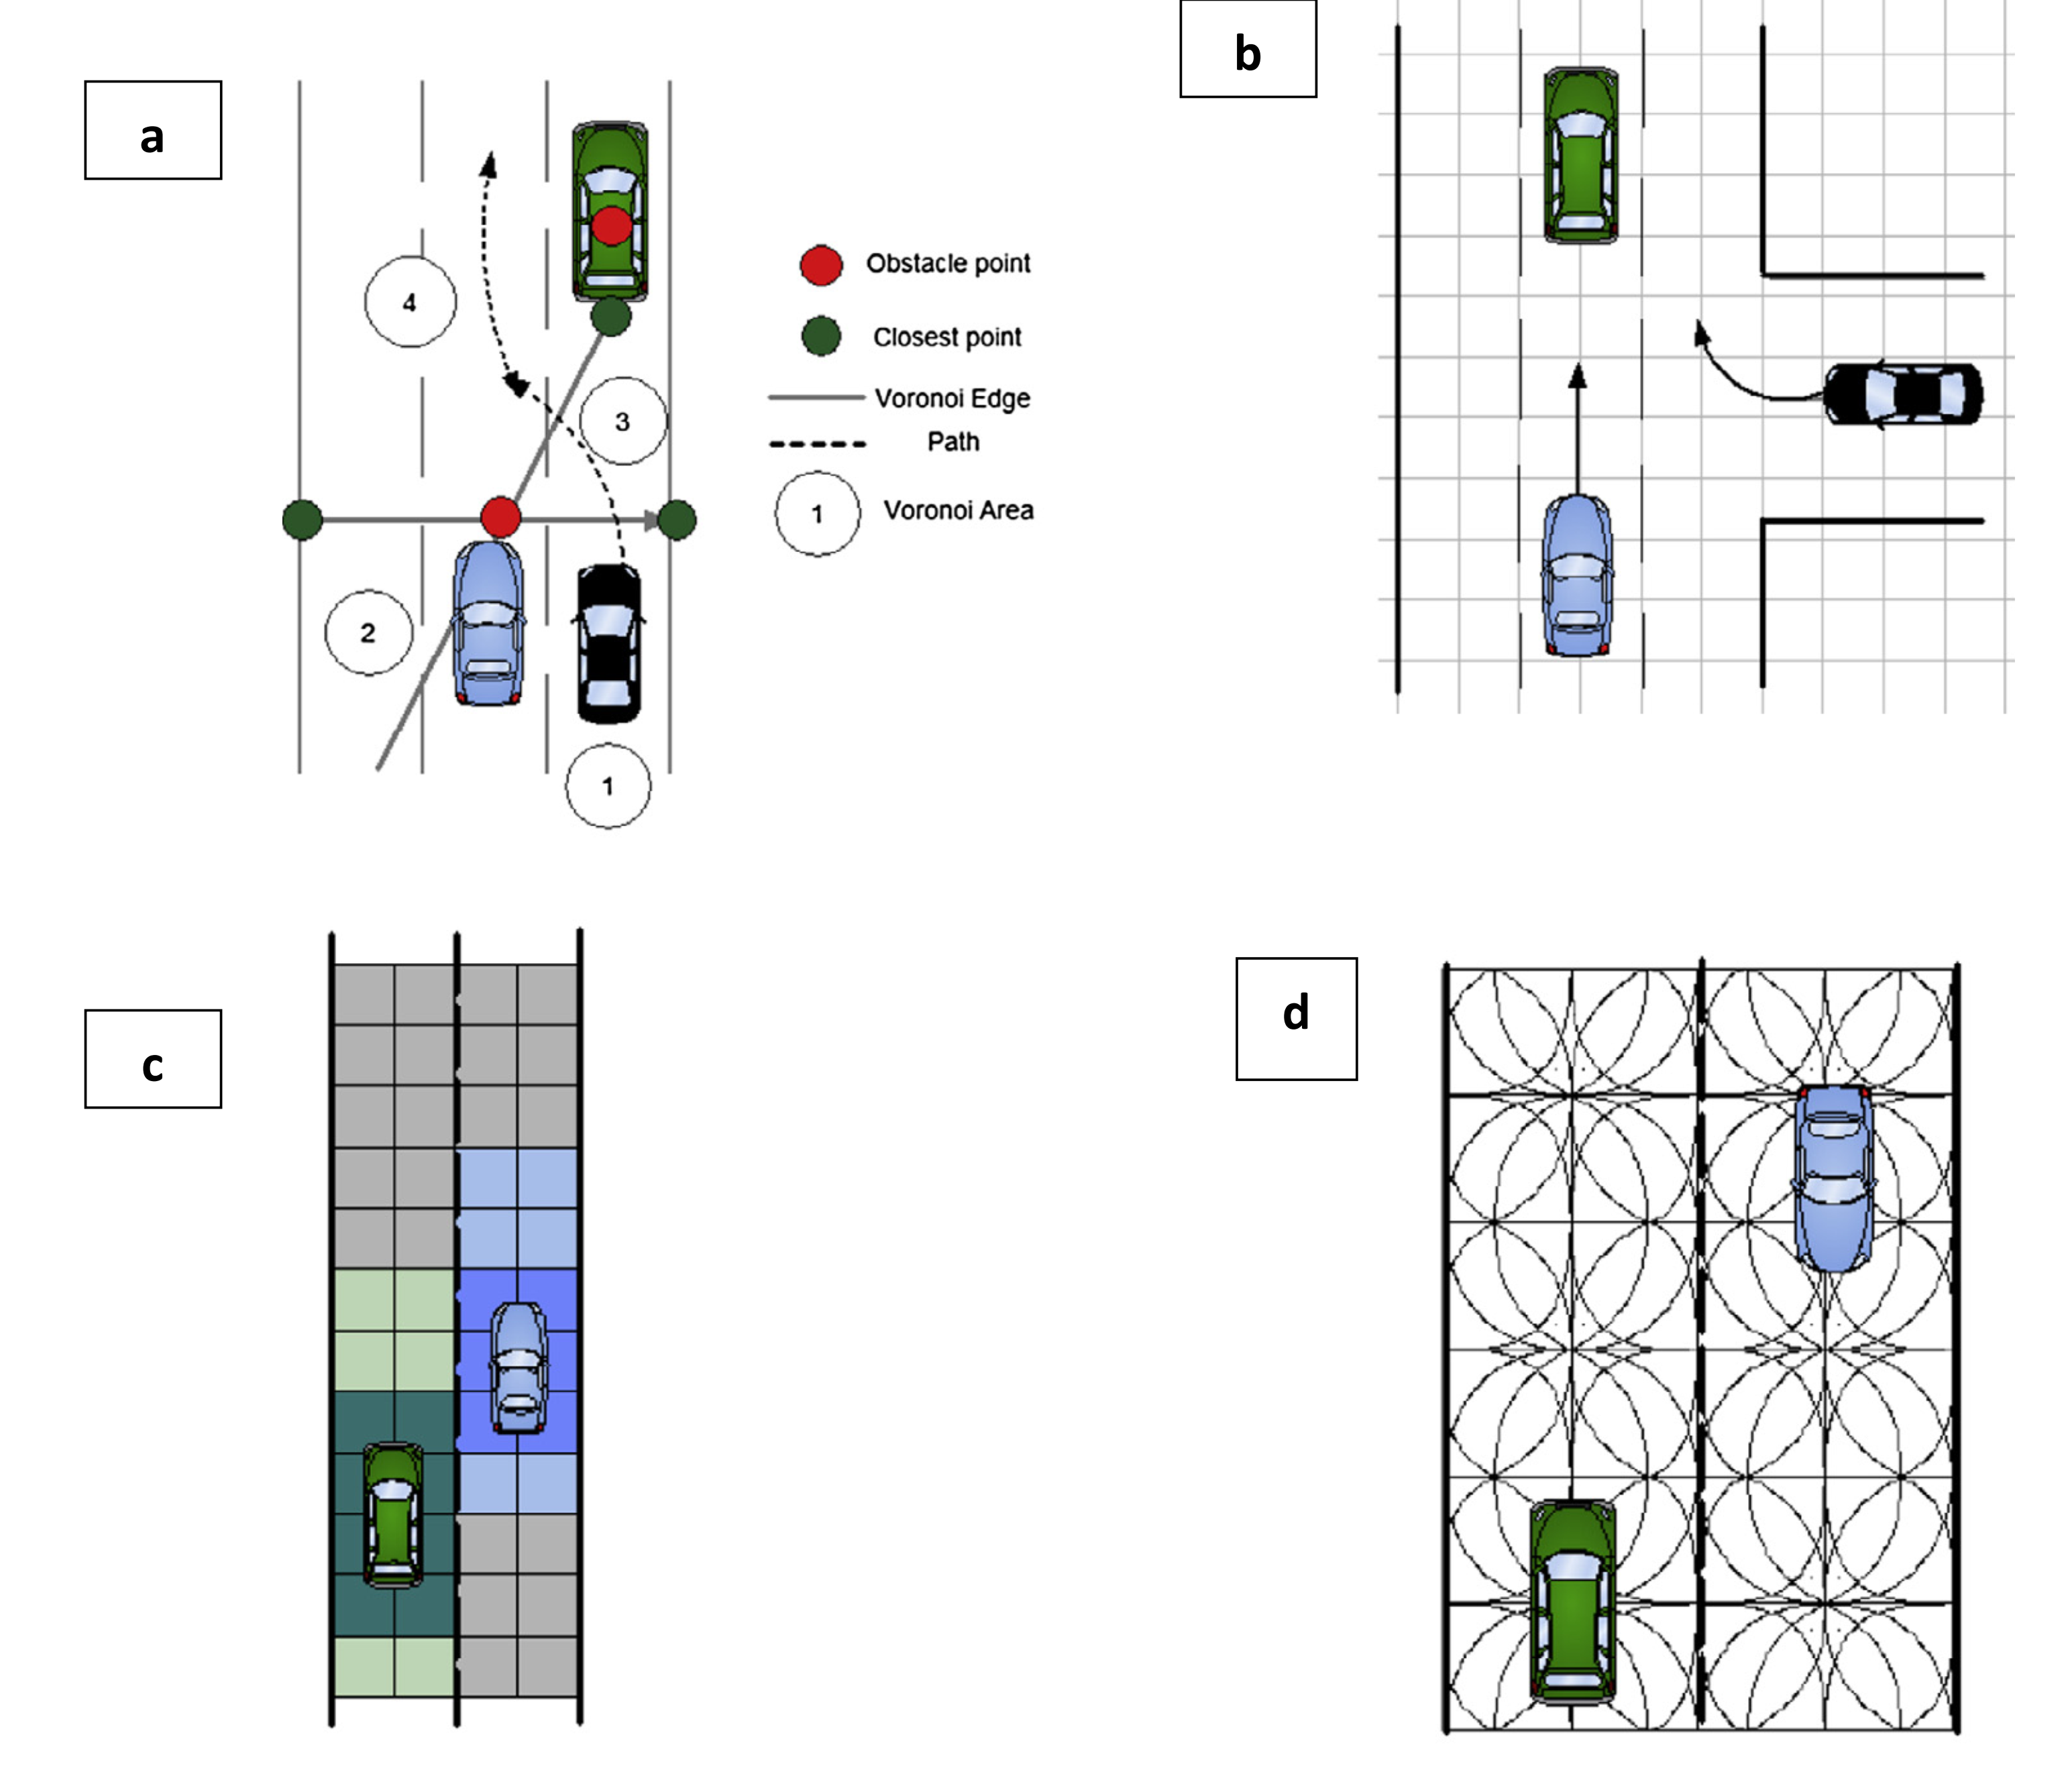 a
b
4
3
2
1
Obstacle point
Closest point
Voronoi Edge
Path
1
Voronoi Area
c
d